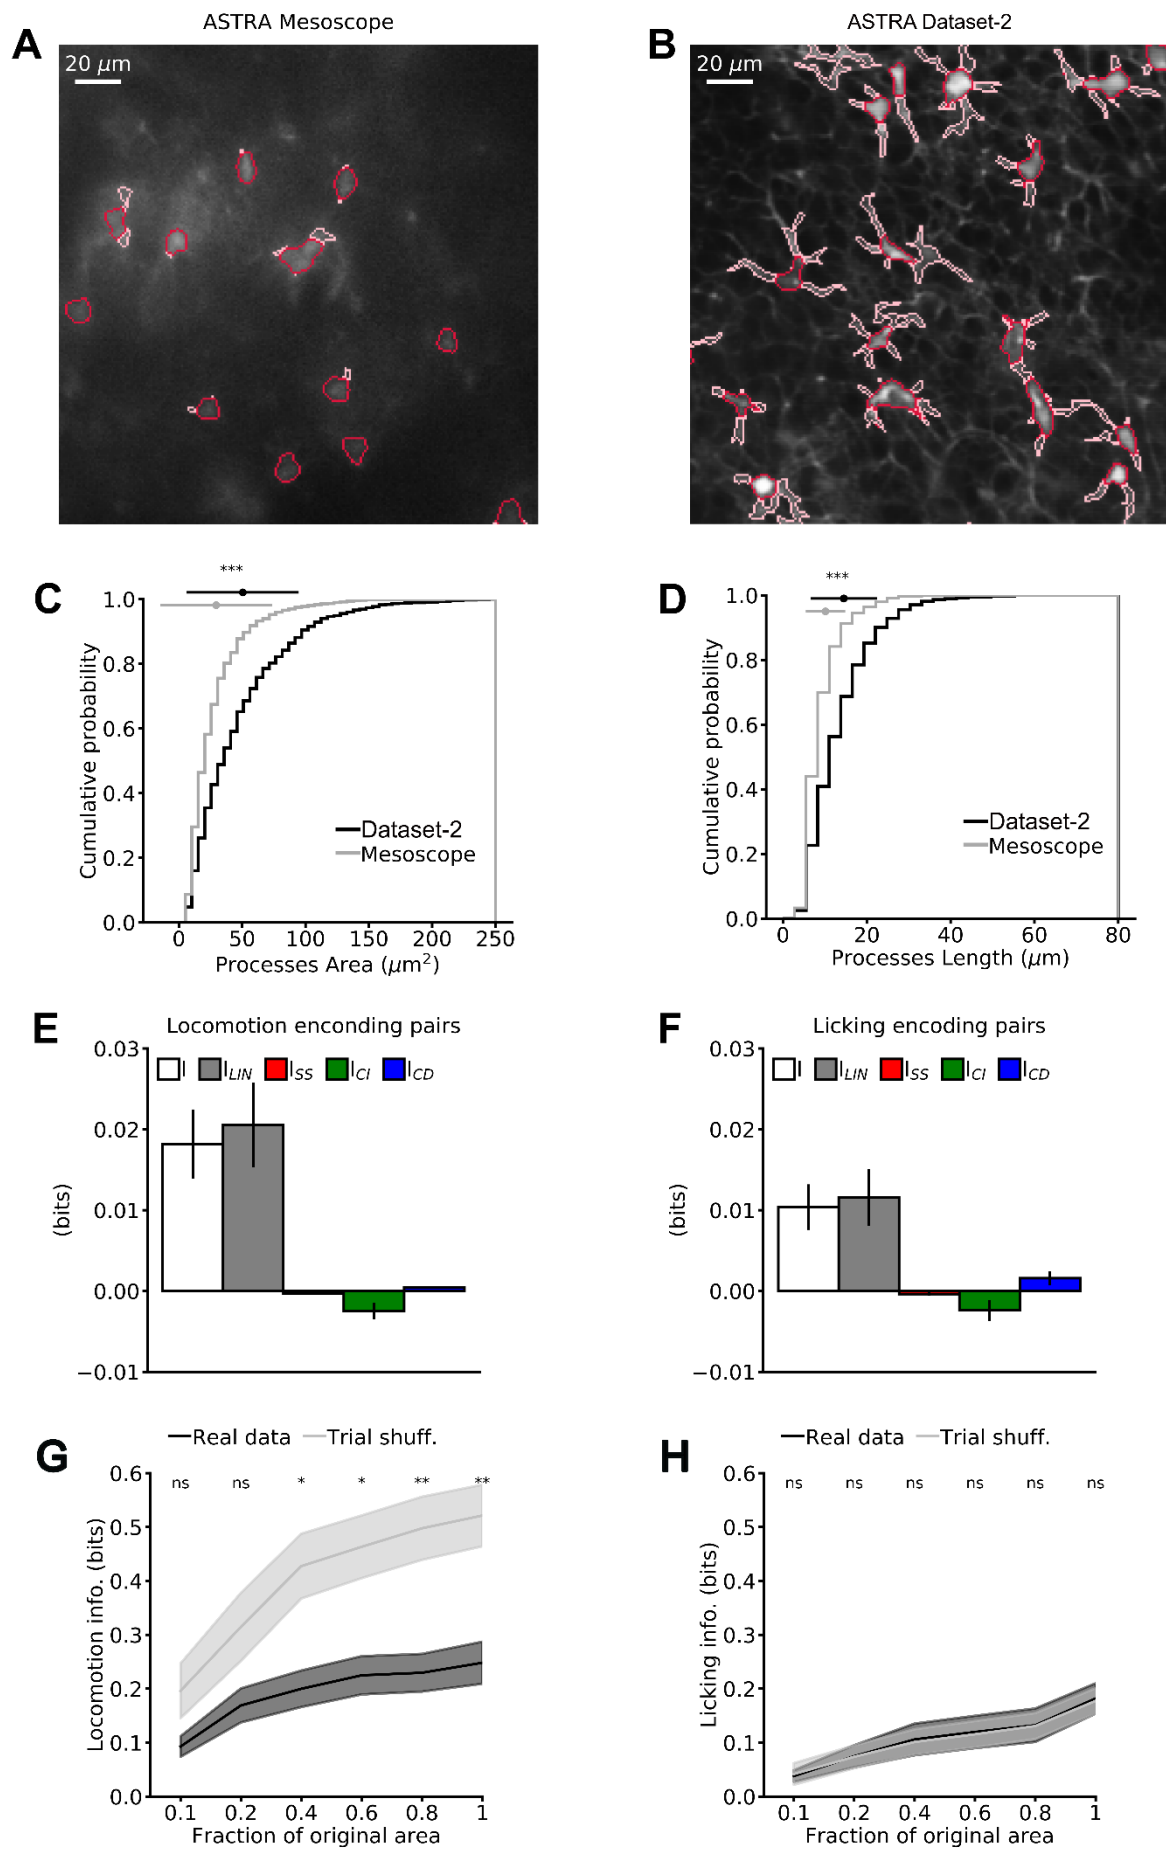 A
ASTRA Mesoscope
20 μm
B
ASTRA Dataset-2
20 μm
C
***
1.0
0.8
0.6
0.4
0.2
0.0
Cumulative probability
Dataset-2
Mesoscope
0 50 100 150 200 250
Processes Area (μm²)
D
***
1.0
0.8
0.6
0.4
0.2
0.0
Cumulative probability
Dataset-2
Mesoscope
0 20 40 60 80
Processes Length (μm)
E
Locomotion enconding pairs
I I_LIN I_SS I_CI I_CD
0.03
0.02
0.01
0.00
−0.01
(bits)
F
Licking encoding pairs
I I_LIN I_SS I_CI I_CD
0.03
0.02
0.01
0.00
−0.01
(bits)
G
Real data Trial shuff.
ns ns * * ** **
0.6
0.5
0.4
0.3
0.2
0.1
0.0
Locomotion info. (bits)
0.1 0.2 0.4 0.6 0.8 1
Fraction of original area
H
Real data Trial shuff.
ns ns ns ns ns ns
0.6
0.5
0.4
0.3
0.2
0.1
0.0
Licking info. (bits)
0.1 0.2 0.4 0.6 0.8 1
Fraction of original area